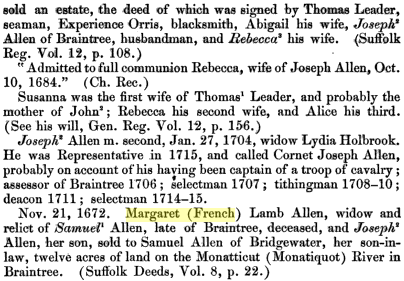 sold an estate, the deed of which was signed by Thomas Leader,
seaman, Experience Orris, blacksmith, Abigail his wife, Joseph²
Allen of Braintree, husbandman, and Rebecca² his wife. (Suffolk
Reg. Vol. 12, p. 108.)
"Admitted to full communion Rebecca, wife of Joseph Allen, Oct.
10, 1684." (Ch. Rec.)
Susanna was the first wife of Thomas¹ Leader, and probably the
mother of John²; Rebecca his second wife, and Alice his third.
(See his will, Gen. Reg. Vol. 12, p. 156.)
Joseph² Allen m. second, Jan. 27, 1704, widow Lydia Holbrook.
He was Representative in 1715, and called Cornet Joseph Allen,
probably on account of his having been captain of a troop of cavalry;
assessor of Braintree 1706; selectman 1707; tithingman 1708-10;
deacon 1711; selectman 1714-15.
Nov. 21, 1672. Margaret (French) Lamb Allen, widow and
relict of Samuel¹ Allen, late of Braintree, deceased, and Joseph²
Allen, her son, sold to Samuel Allen of Bridgewater, her son-in-
law, twelve acres of land on the Monatticut (Monatiquot) River in
Braintree. (Suffolk Deeds, Vol. 8, p. 22.)